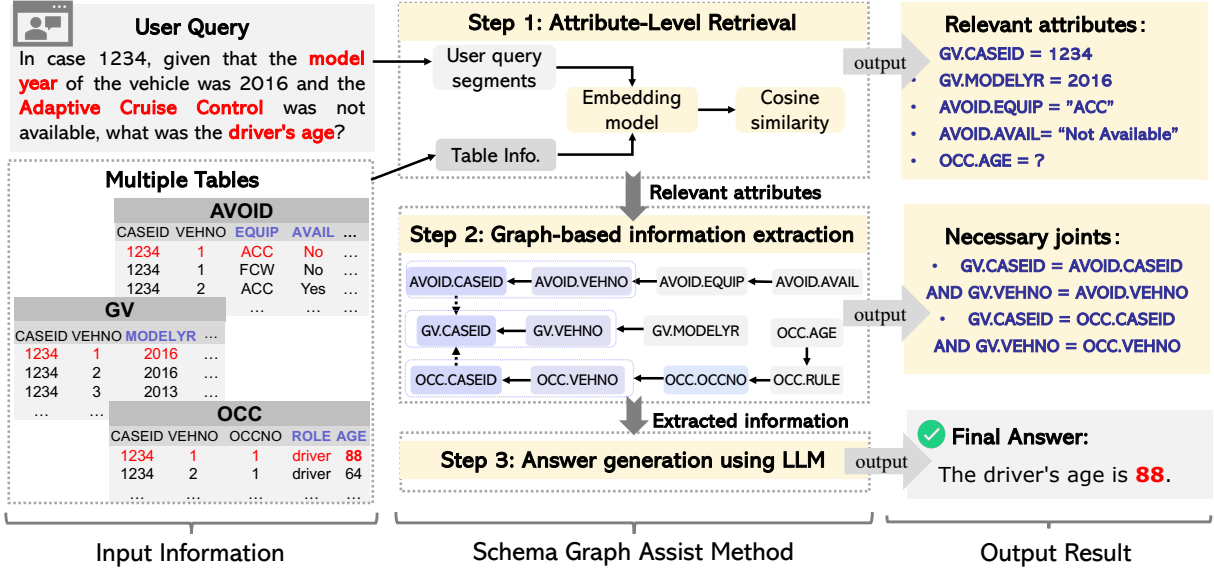 User Query
In case 1234, given that the model
year of the vehicle was 2016 and the
Adaptive Cruise Control was not
available, what was the driver's age?
Multiple Tables
AVOID
CASEID VEHNO EQUIP AVAIL ...
1234 1 ACC No ...
1234 1 FCW No ...
1234 2 ACC Yes ...
... ... ...
GV
CASEID VEHNO MODELYR ...
1234 1 2016 ...
1234 2 2016 ...
1234 3 2013 ...
... ...
OCC
CASEID VEHNO OCCNO ROLE AGE
1234 1 1 driver 88
1234 2 1 driver 64
... ... ... ... ...
Input Information
Step 1: Attribute-Level Retrieval
User query
segments
Embedding
model
Cosine
similarity
Table Info.
Relevant attributes
Step 2: Graph-based information extraction
AVOID.CASEID AVOID.VEHNO AVOID.EQUIP AVOID.AVAIL
GV.CASEID GV.VEHNO GV.MODELYR OCC.AGE
OCC.CASEID OCC.VEHNO OCC.OCCNO OCC.RULE
Extracted information
Step 3: Answer generation using LLM
Schema Graph Assist Method
output
Relevant attributes:
GV.CASEID = 1234
• GV.MODELYR = 2016
• AVOID.EQUIP = "ACC"
• AVOID.AVAIL= "Not Available"
• OCC.AGE = ?
output
Necessary joints:
• GV.CASEID = AVOID.CASEID
AND GV.VEHNO = AVOID.VEHNO
• GV.CASEID = OCC.CASEID
AND GV.VEHNO = OCC.VEHNO
output
Final Answer:
The driver's age is 88.
Output Result